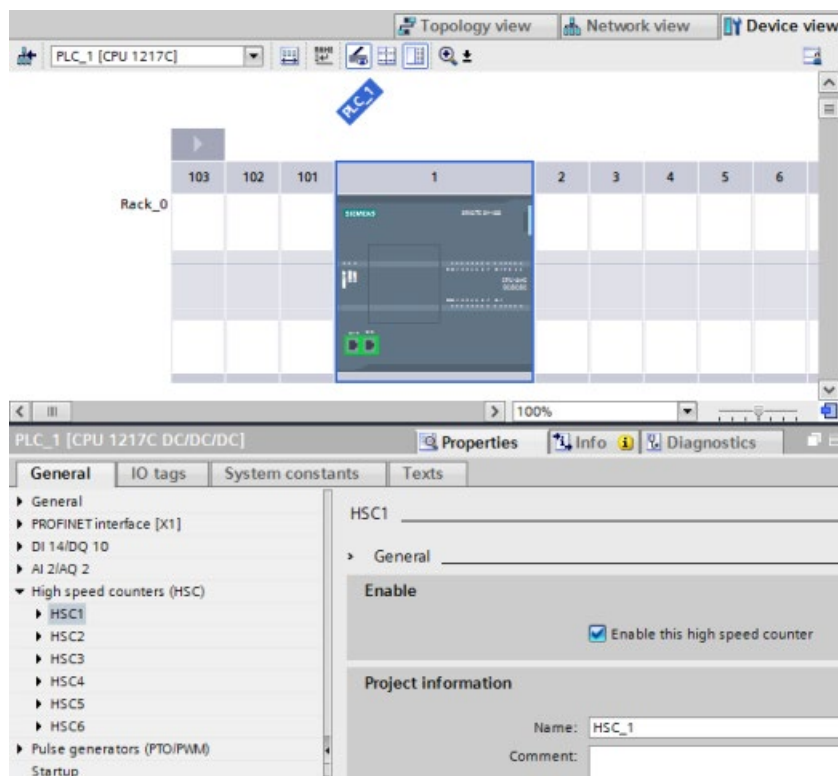 Topology view Network view Device view
PLC_1 [CPU 1217C]
PLC_1
103 102 101 1 2 3 4 5 6
Rack_0
SIEMENS
100%
PLC_1 [CPU 1217C DC/DC/DC] Properties Info Diagnostics
General IO tags System constants Texts
General
PROFINET interface [X1]
DI 14/DQ 10
AI 2/AQ 2
High speed counters (HSC)
HSC1
HSC2
HSC3
HSC4
HSC5
HSC6
Pulse generators (PTO/PWM)
Startup
HSC1
General
Enable
Enable this high speed counter
Project information
Name: HSC_1
Comment: